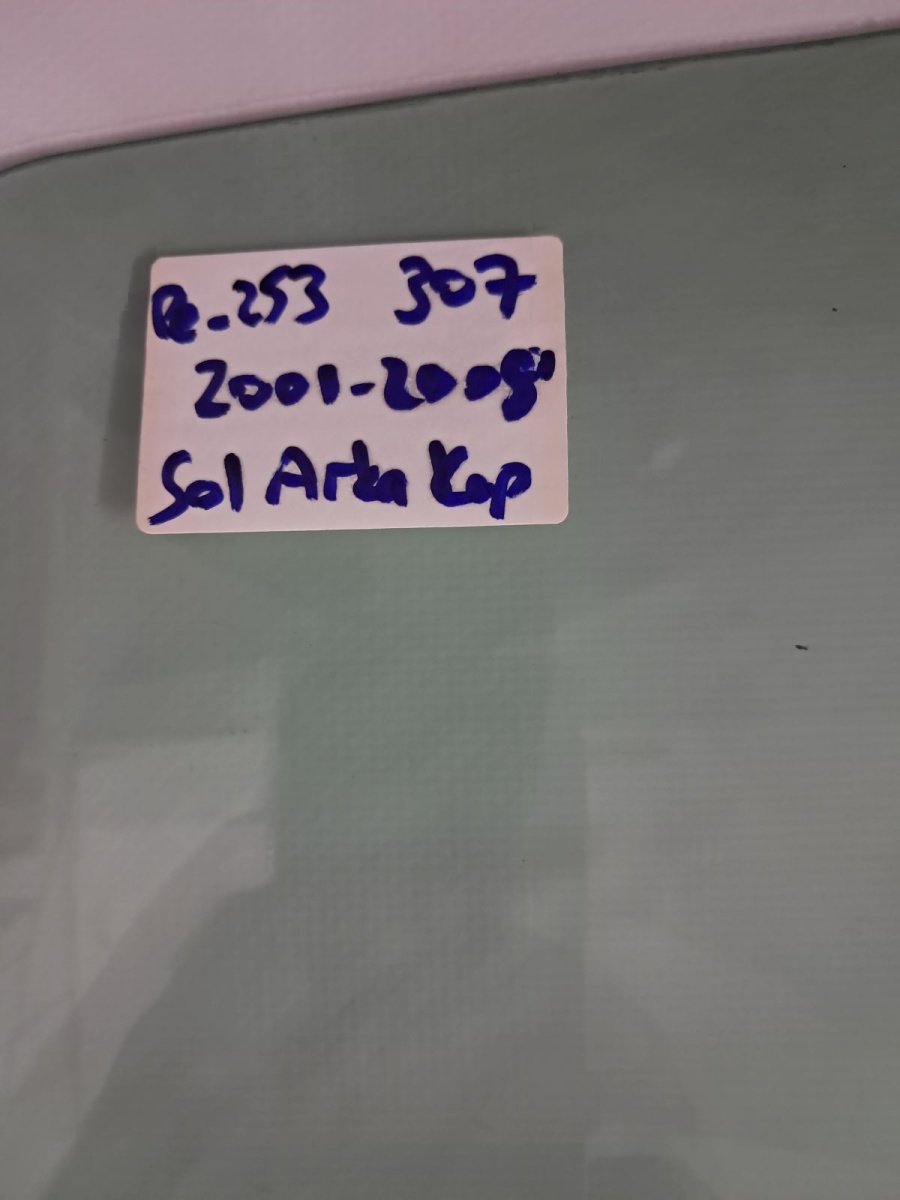 Pe.253 307
2001-2008
Sol Arka Kap